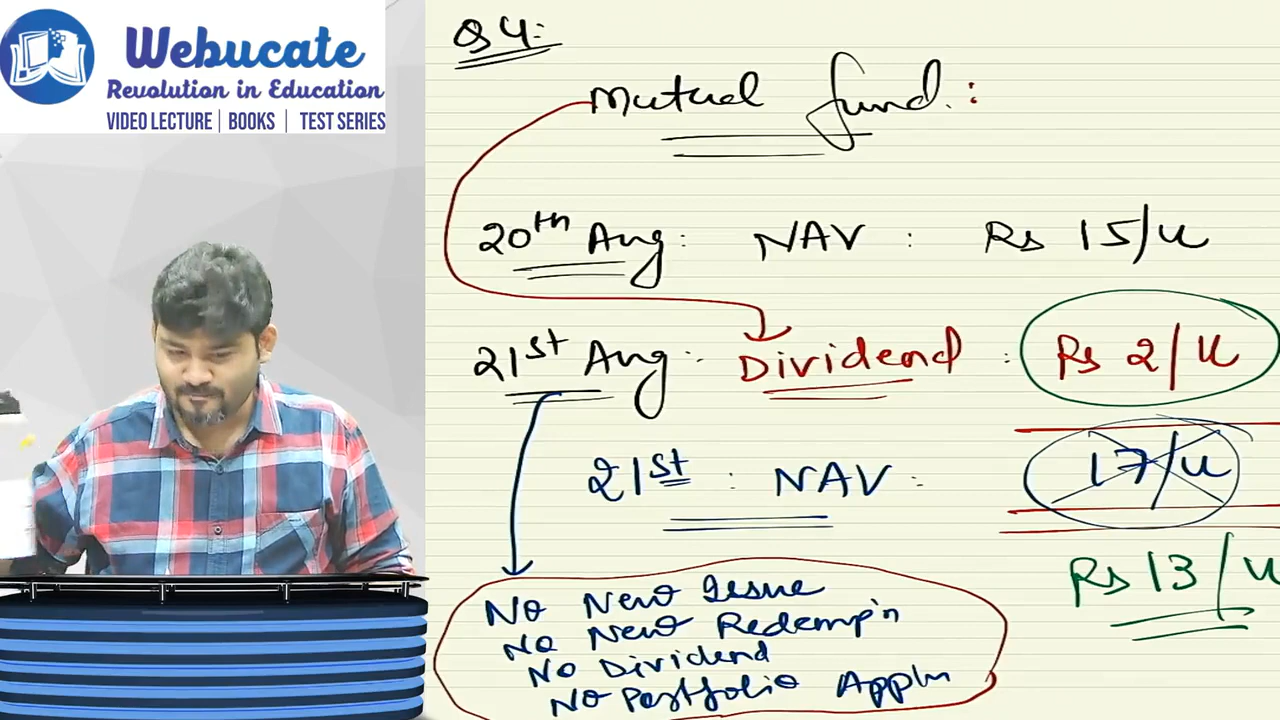 Webucate
Revolution in Education
VIDEO LECTURE | BOOKS | TEST SERIES
Q4:
Mutual fund :
20th Aug : NAV : Rs 15/u
21st Aug : Dividend : Rs 2/u
21st : NAV : 17/u
Rs 13/u
No New Issue
No New Redemp'n
No Dividend
No Portfolio Appln